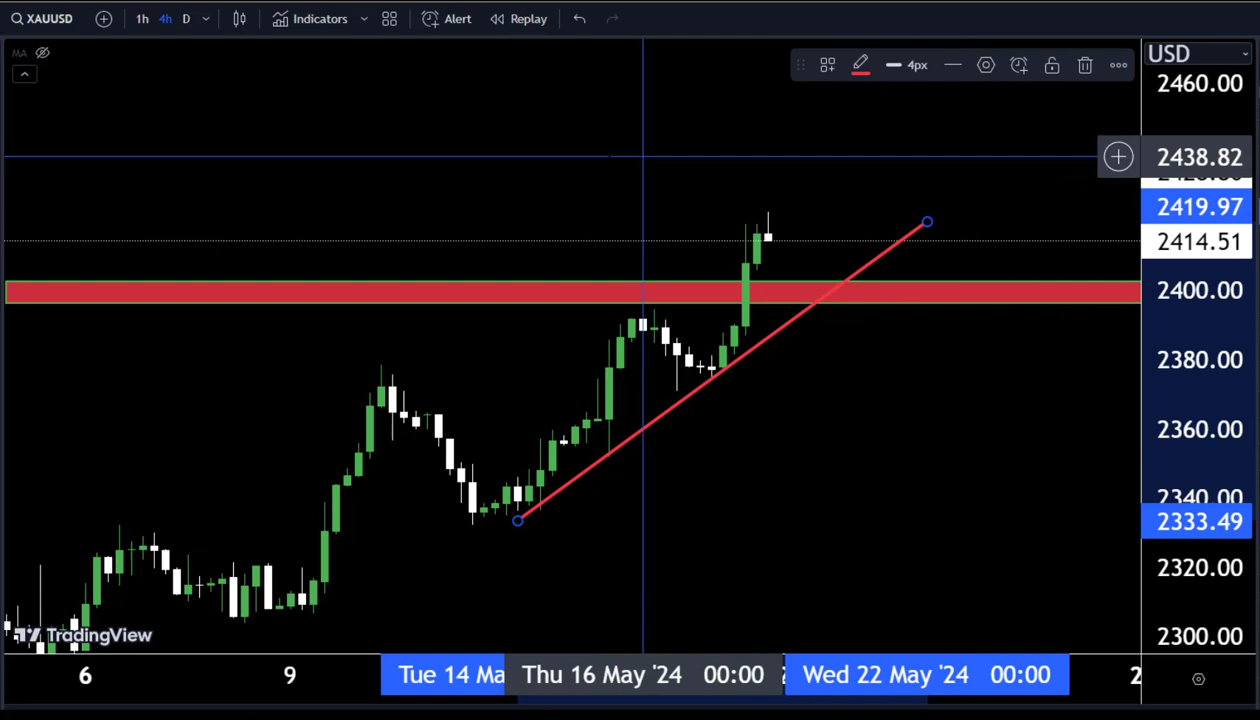 XAUUSD 1h 4h D Indicators Alert Replay
MA
4px
USD
2460.00
2438.82
2419.97
2414.51
2400.00
2380.00
2360.00
2340.00
2333.49
2320.00
2300.00
TradingView
6 9 Tue 14 Ma Thu 16 May '24 00:00 Wed 22 May '24 00:00 2